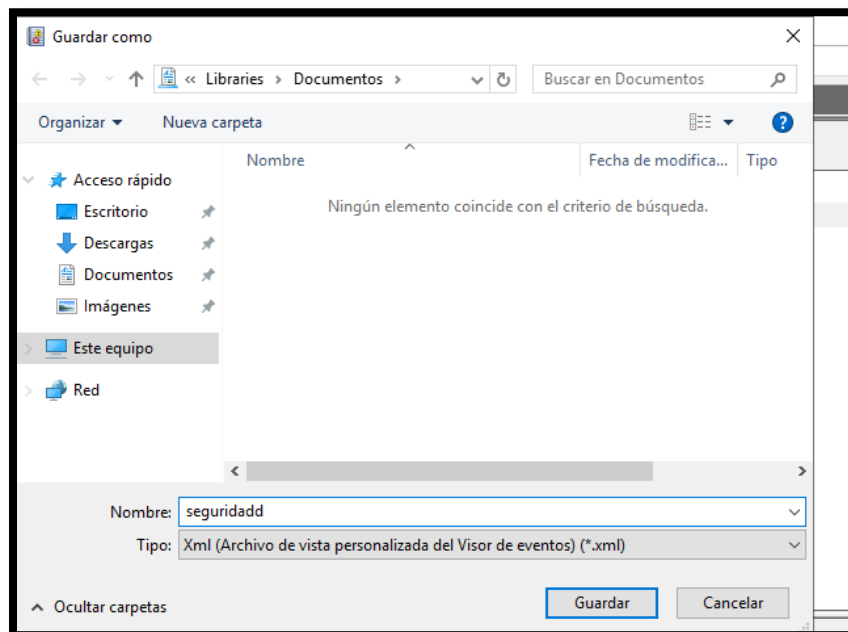 Guardar como
« Libraries > Documentos >
Buscar en Documentos
Organizar
Nueva carpeta
Nombre
Fecha de modifica...
Tipo
Acceso rápido
Ningún elemento coincide con el criterio de búsqueda.
Escritorio
Descargas
Documentos
Imágenes
Este equipo
Red
Nombre: seguridadd
Tipo: Xml (Archivo de vista personalizada del Visor de eventos) (*.xml)
Ocultar carpetas
Guardar
Cancelar